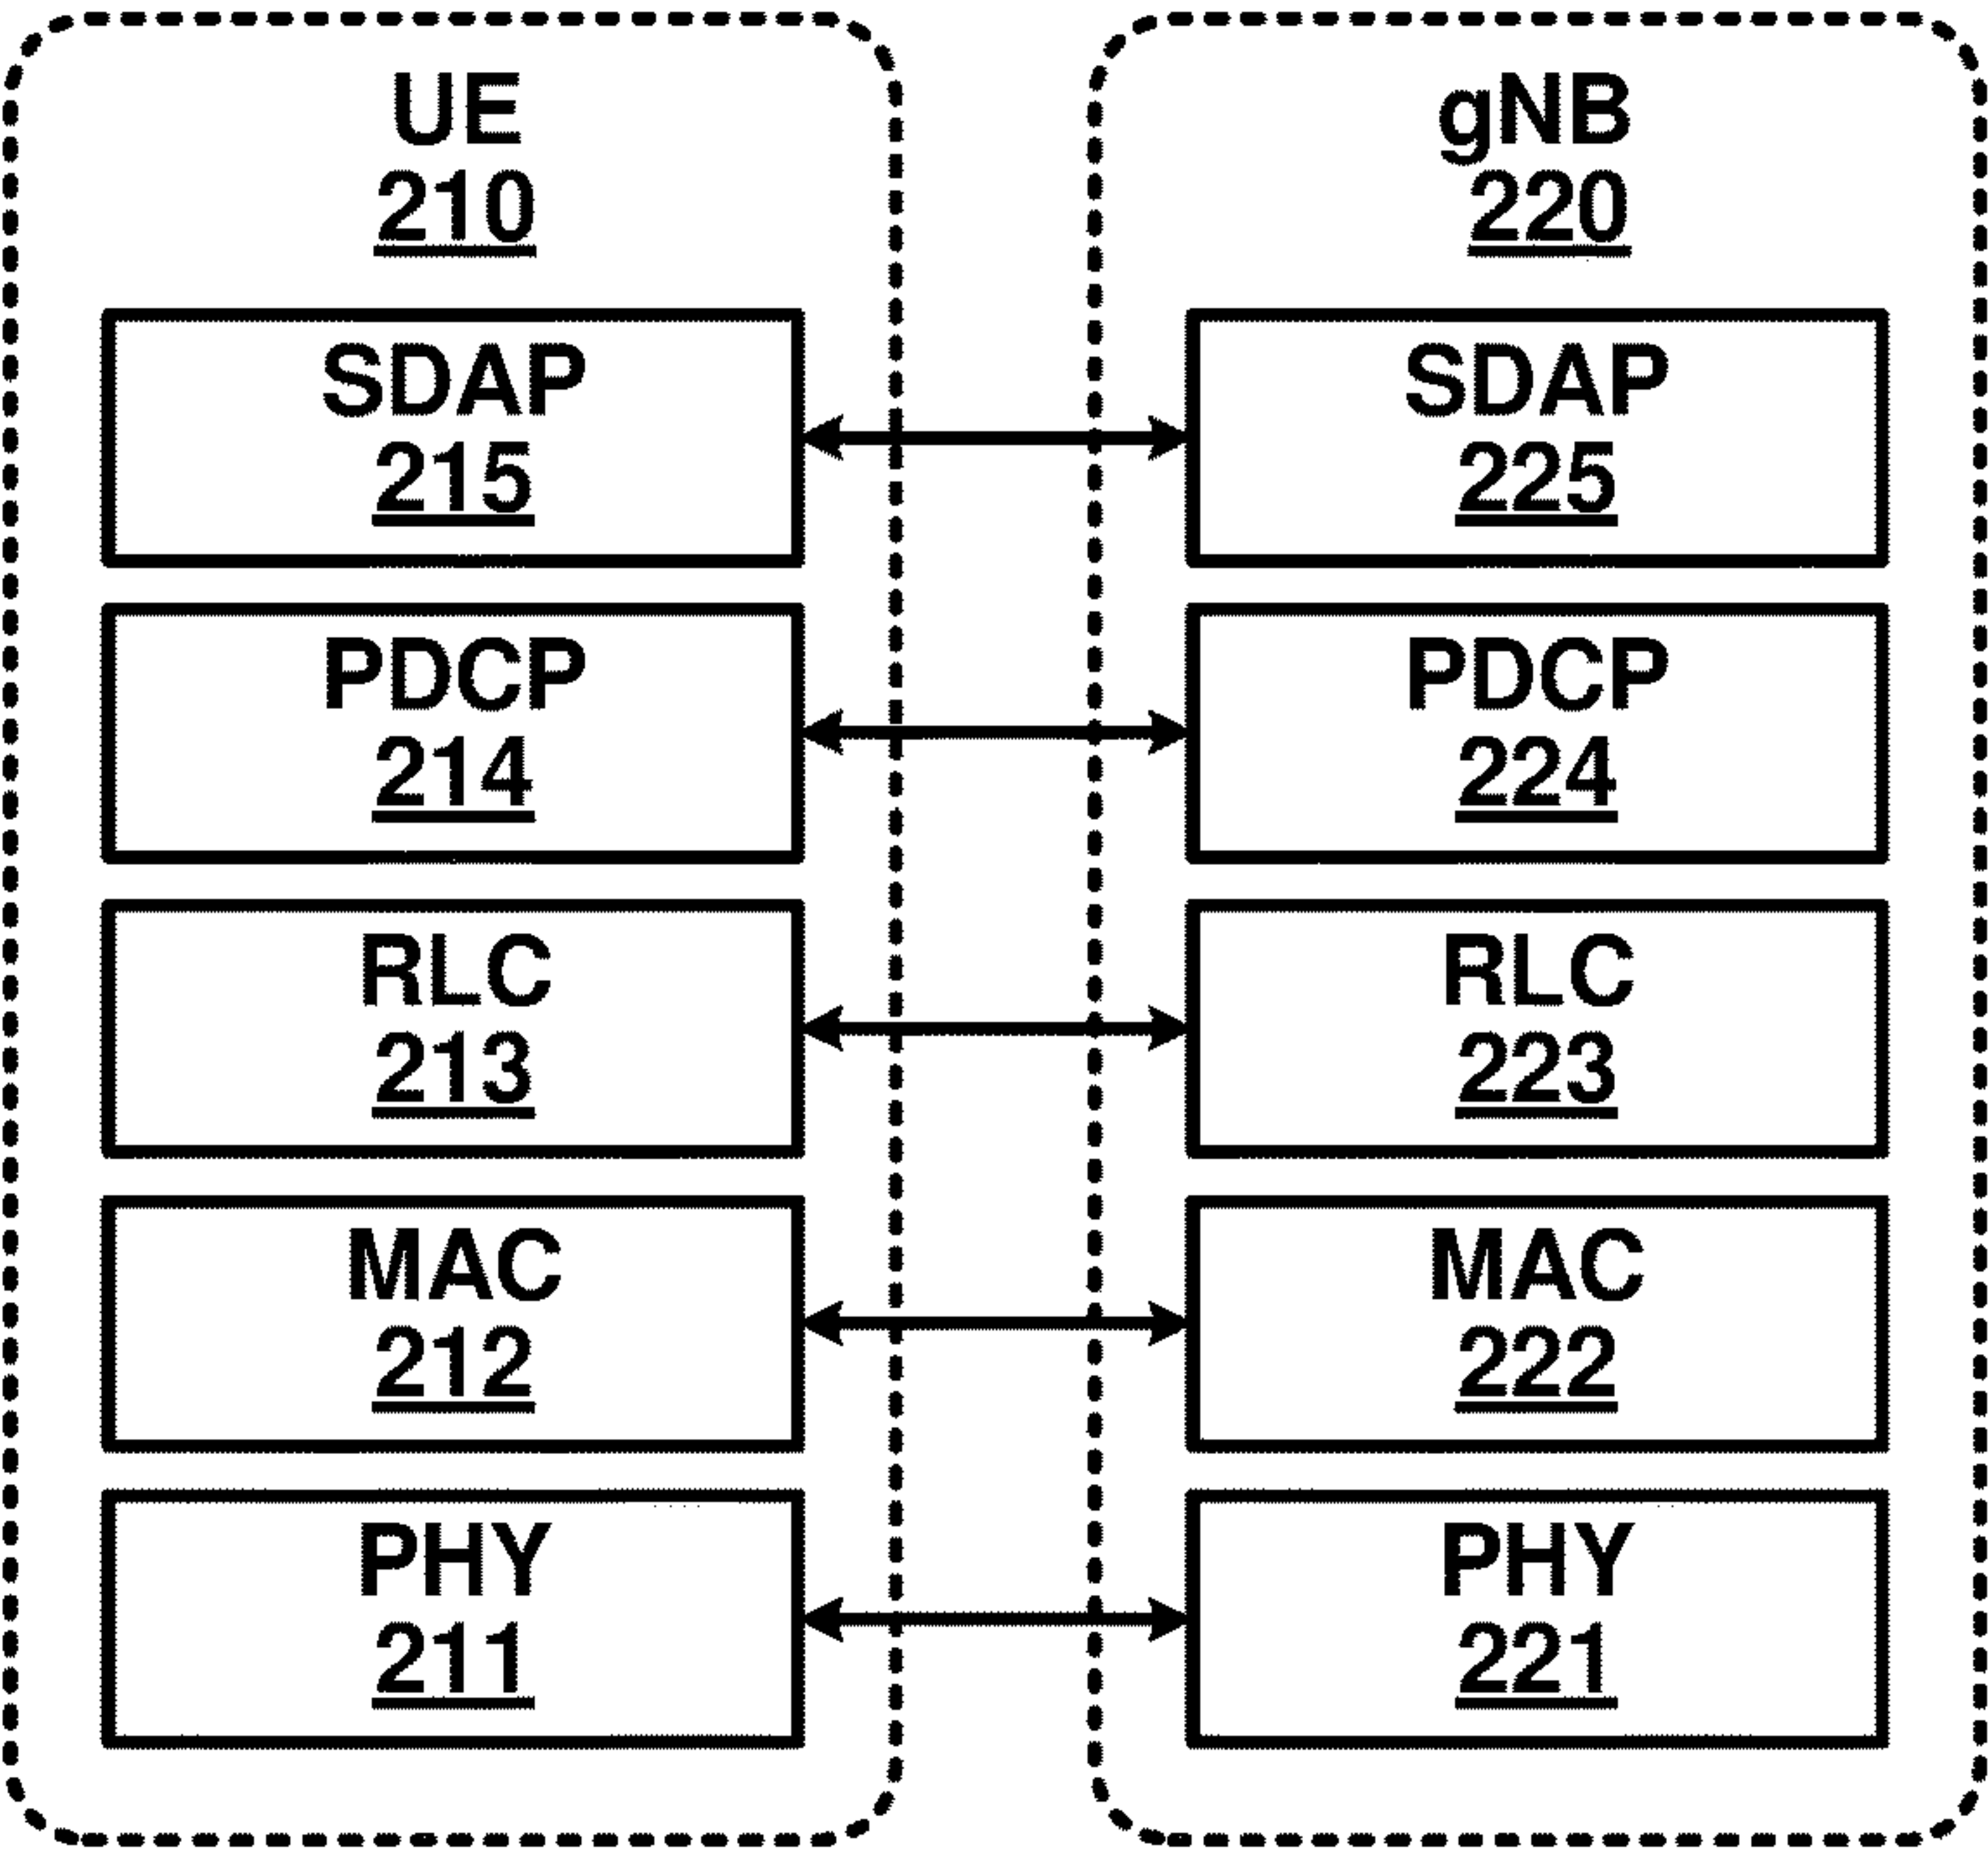 UE
210
SDAP
215
PDCP
214
RLC
213
MAC
212
PHY
211
gNB
220
SDAP
225
PDCP
224
RLC
223
MAC
222
PHY
221